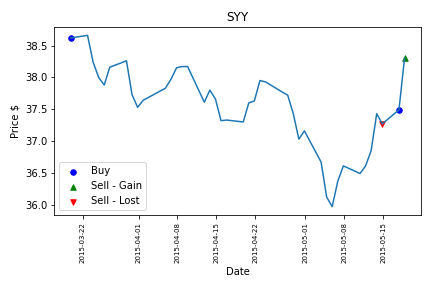 SYY
Price $
38.5
38.0
37.5
37.0
36.5
36.0
Buy
Sell - Gain
Sell - Lost
2015-03-22
2015-04-01
2015-04-08
2015-04-15
2015-04-22
2015-05-01
2015-05-08
2015-05-15
Date